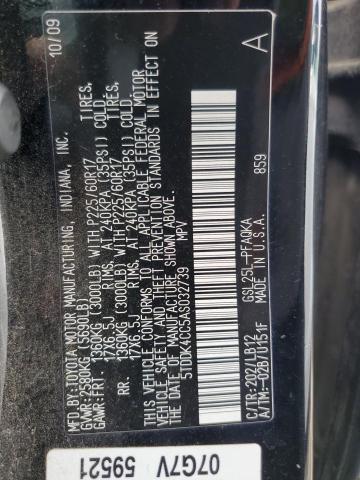 MFD. BY:
TOYOTA MOTOR MANUFACTURING, INDIANA, INC. 10/09
GVWR: 2580KG (5690LB)
GAWR: FRT. 1360KG (3000LB) WITH P225/60R17 TIRES,
17X6.5J RIMS, AT 240KPA (35PSI) COLD.
RR. 1360KG (3000LB) WITH P225/60R17 TIRES,
17X6.5J RIMS, AT 240KPA (35PSI) COLD.
THIS VEHICLE CONFORMS TO ALL APPLICABLE FEDERAL MOTOR
VEHICLE SAFETY AND THEFT PREVENTION STANDARDS IN EFFECT ON
THE DATE OF MANUFACTURE SHOWN ABOVE.
5TDDK4CC5AS032739 MPV
A
859
C/TR: 202/LB12 GSL25L-PFAQKA
A/TM: -02B/U151F MADE IN U.S.A.
07G7V 59521